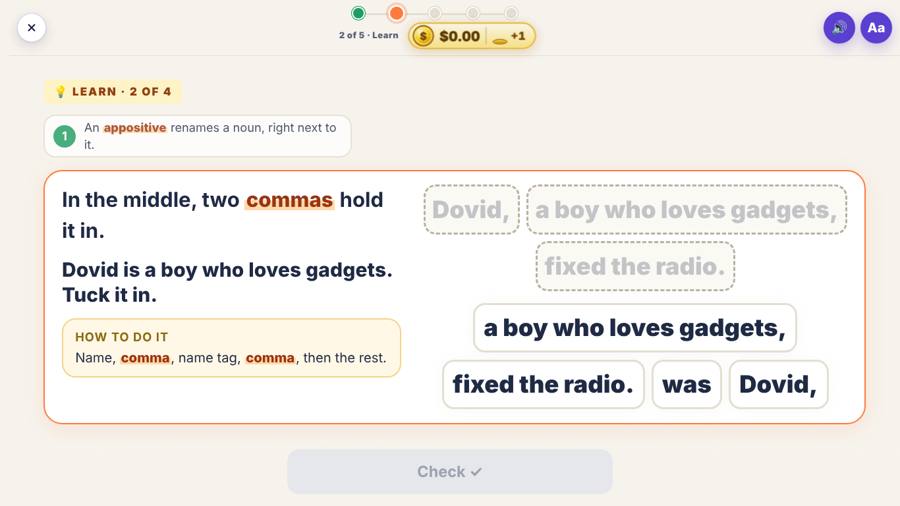 ✕
2 of 5 · Learn
$ $0.00 +1
🔊 Aa
💡 LEARN · 2 OF 4
1 An appositive renames a noun, right next to
it.
In the middle, two commas hold
it in.
Dovid is a boy who loves gadgets.
Tuck it in.
HOW TO DO IT
Name, comma, name tag, comma, then the rest.
Dovid, a boy who loves gadgets,
fixed the radio.
a boy who loves gadgets,
fixed the radio. was Dovid,
Check ✓